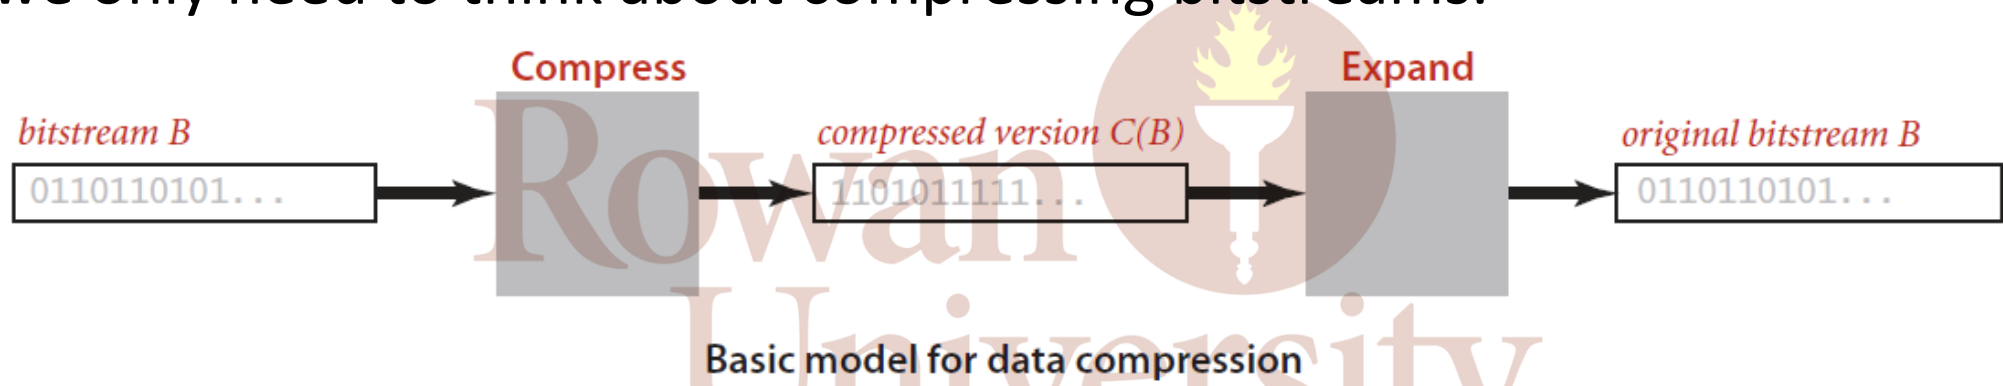 we only need to think about compressing bitstreams.
Compress
Expand
bitstream B
compressed version C(B)
original bitstream B
0110110101...
1101011111...
0110110101...
Rowan
University
Basic model for data compression